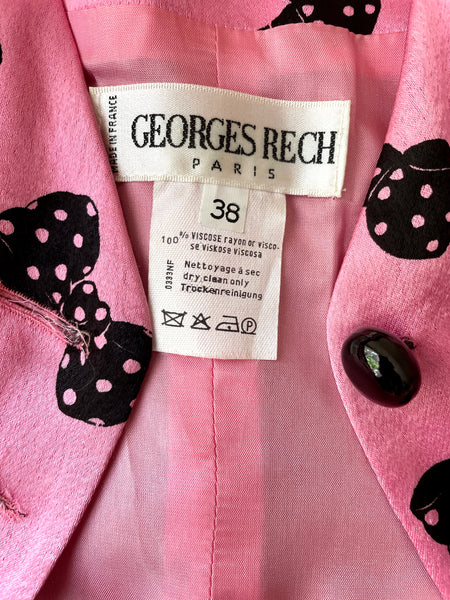 MADE IN FRANCE
GEORGES RECH
PARIS
38
100 % VISCOSE rayon or visco-
se Viskose Viscosa
0393NF
Nettoyage à sec
dry clean only
Trockenreinigung
P